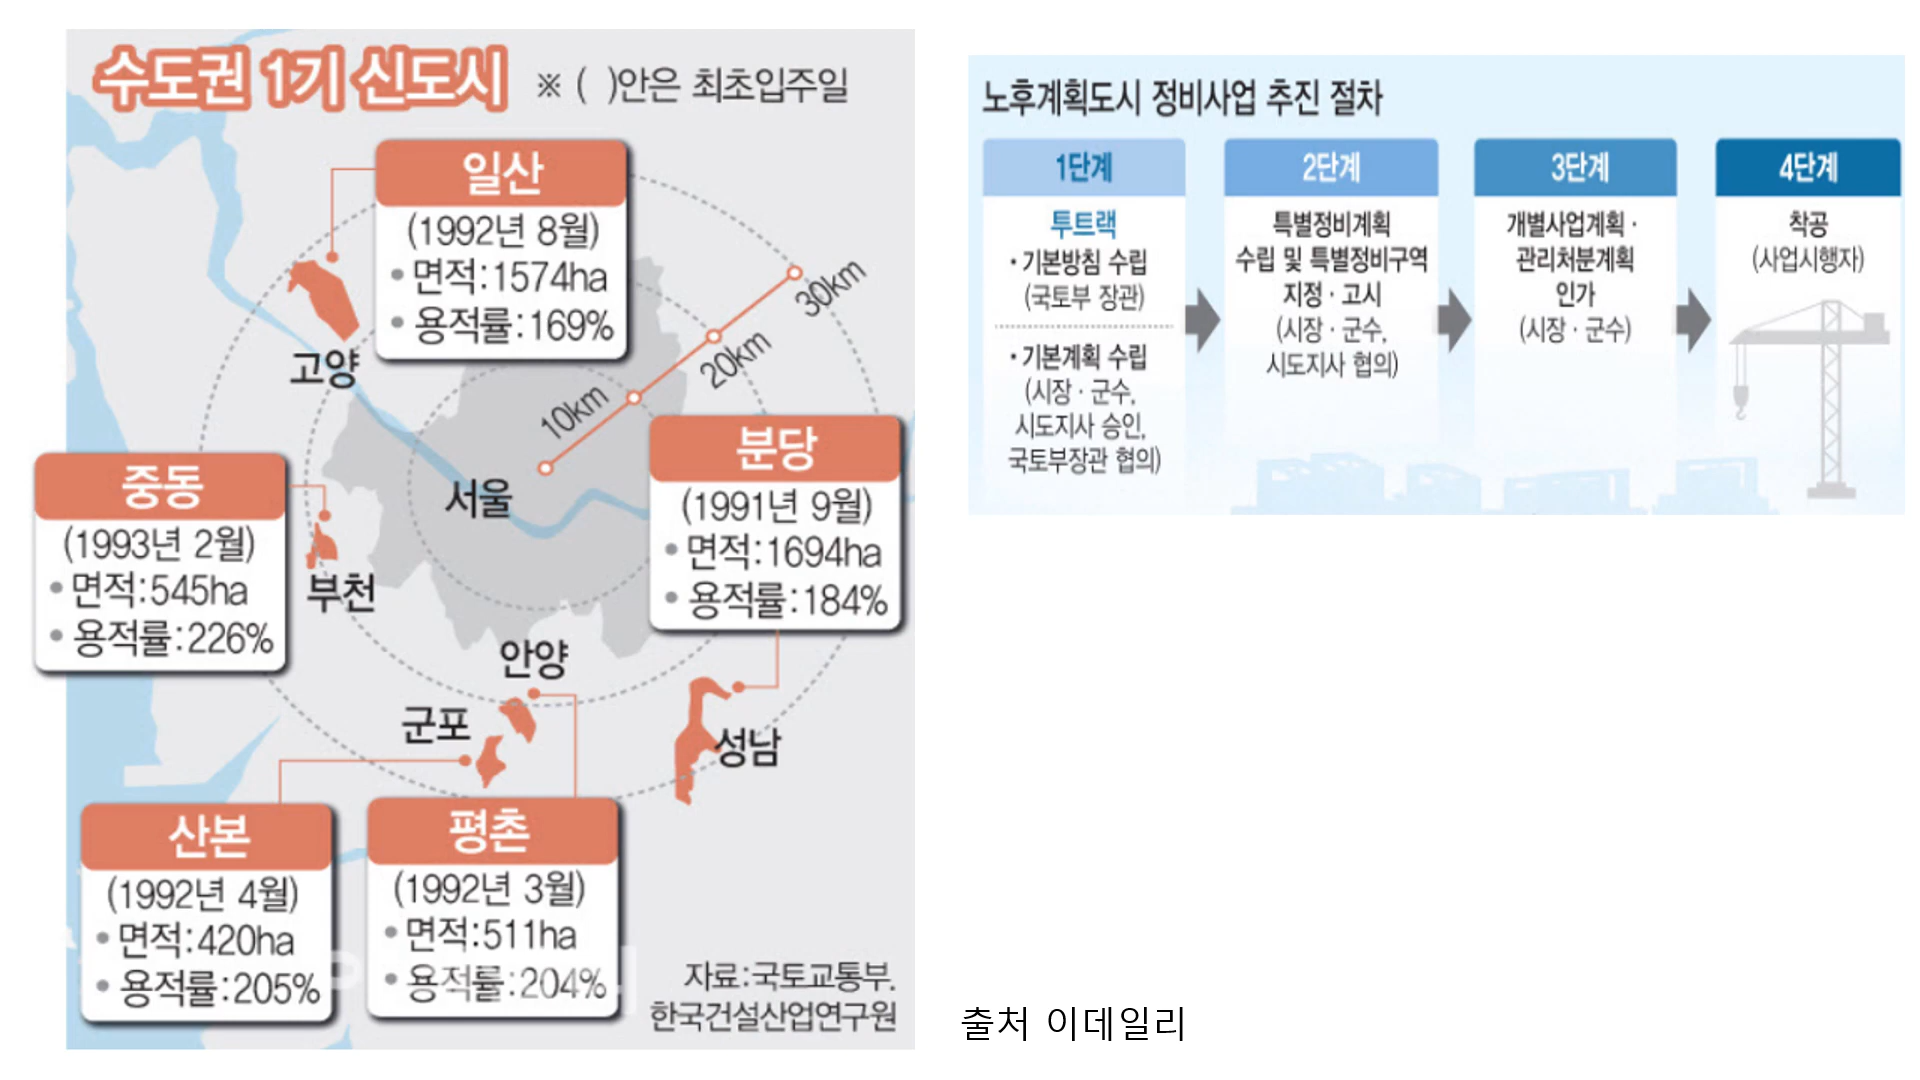 수도권 1기 신도시 ※ ( )안은 최초입주일
일산
(1992년 8월)
• 면적:1574ha
• 용적률:169%
고양
30km
20km
10km
서울
분당
(1991년 9월)
• 면적:1694ha
• 용적률:184%
중동
(1993년 2월)
• 면적:545ha
• 용적률:226%
부천
안양
군포
성남
산본
(1992년 4월)
• 면적:420ha
• 용적률:205%
평촌
(1992년 3월)
• 면적:511ha
• 용적률:204%
자료:국토교통부.
한국건설산업연구원
노후계획도시 정비사업 추진 절차
1단계
투트랙
· 기본방침 수립
(국토부 장관)
· 기본계획 수립
(시장 · 군수,
시도지사 승인,
국토부장관 협의)
2단계
특별정비계획
수립 및 특별정비구역
지정 · 고시
(시장 · 군수,
시도지사 협의)
3단계
개별사업계획 ·
관리처분계획
인가
(시장 · 군수)
4단계
착공
(사업시행자)
출처 이데일리